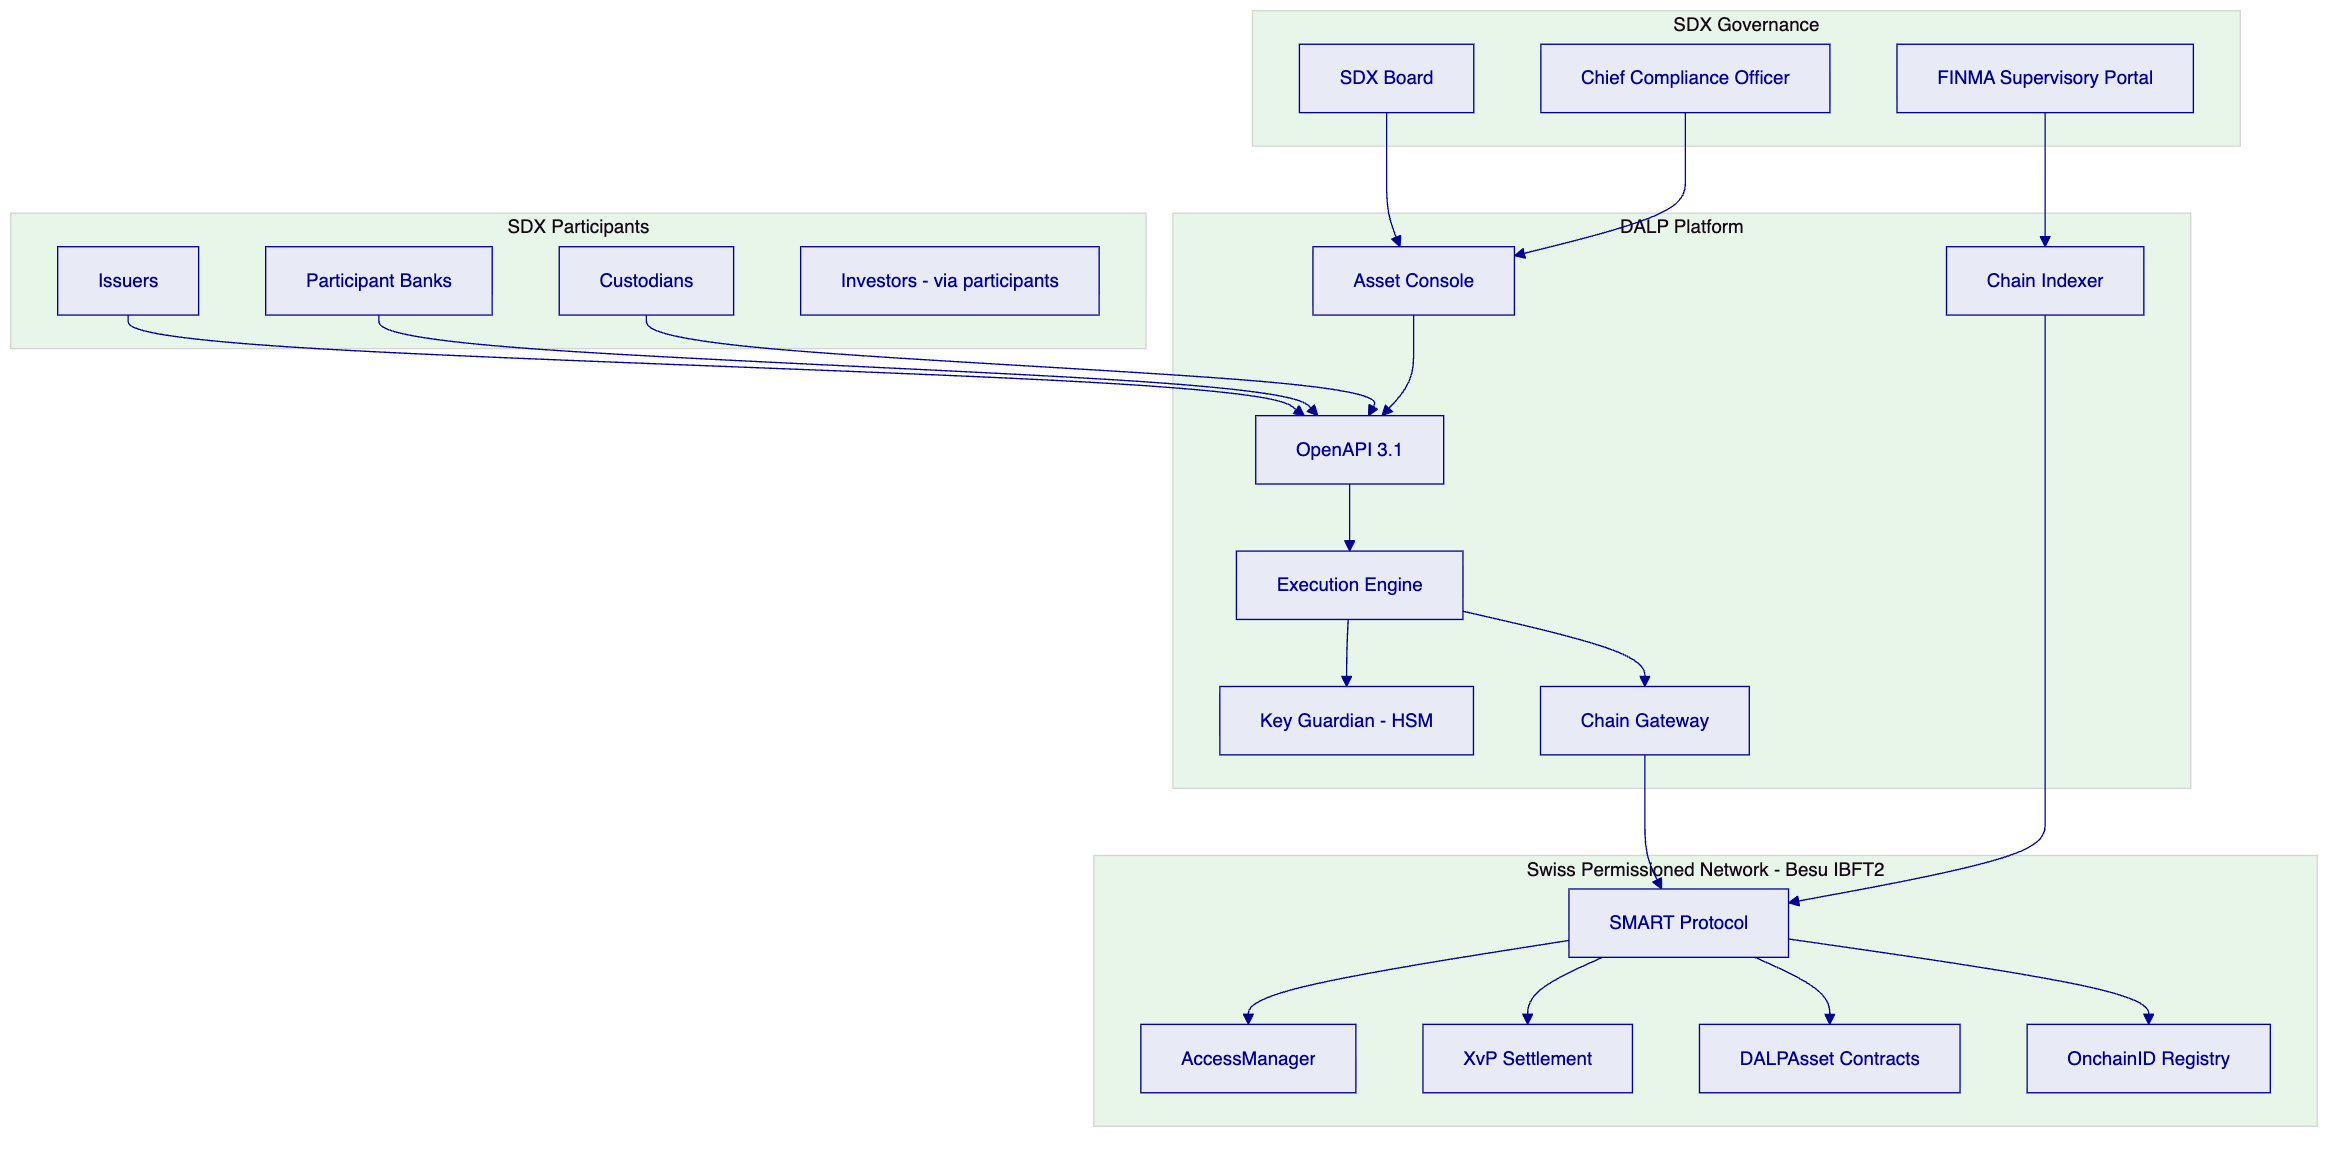 SDX Governance
SDX Board
Chief Compliance Officer
FINMA Supervisory Portal
SDX Participants
Issuers
Participant Banks
Custodians
Investors - via participants
DALP Platform
Asset Console
Chain Indexer
OpenAPI 3.1
Execution Engine
Key Guardian - HSM
Chain Gateway
Swiss Permissioned Network - Besu IBFT2
SMART Protocol
AccessManager
XvP Settlement
DALPAsset Contracts
OnchainID Registry